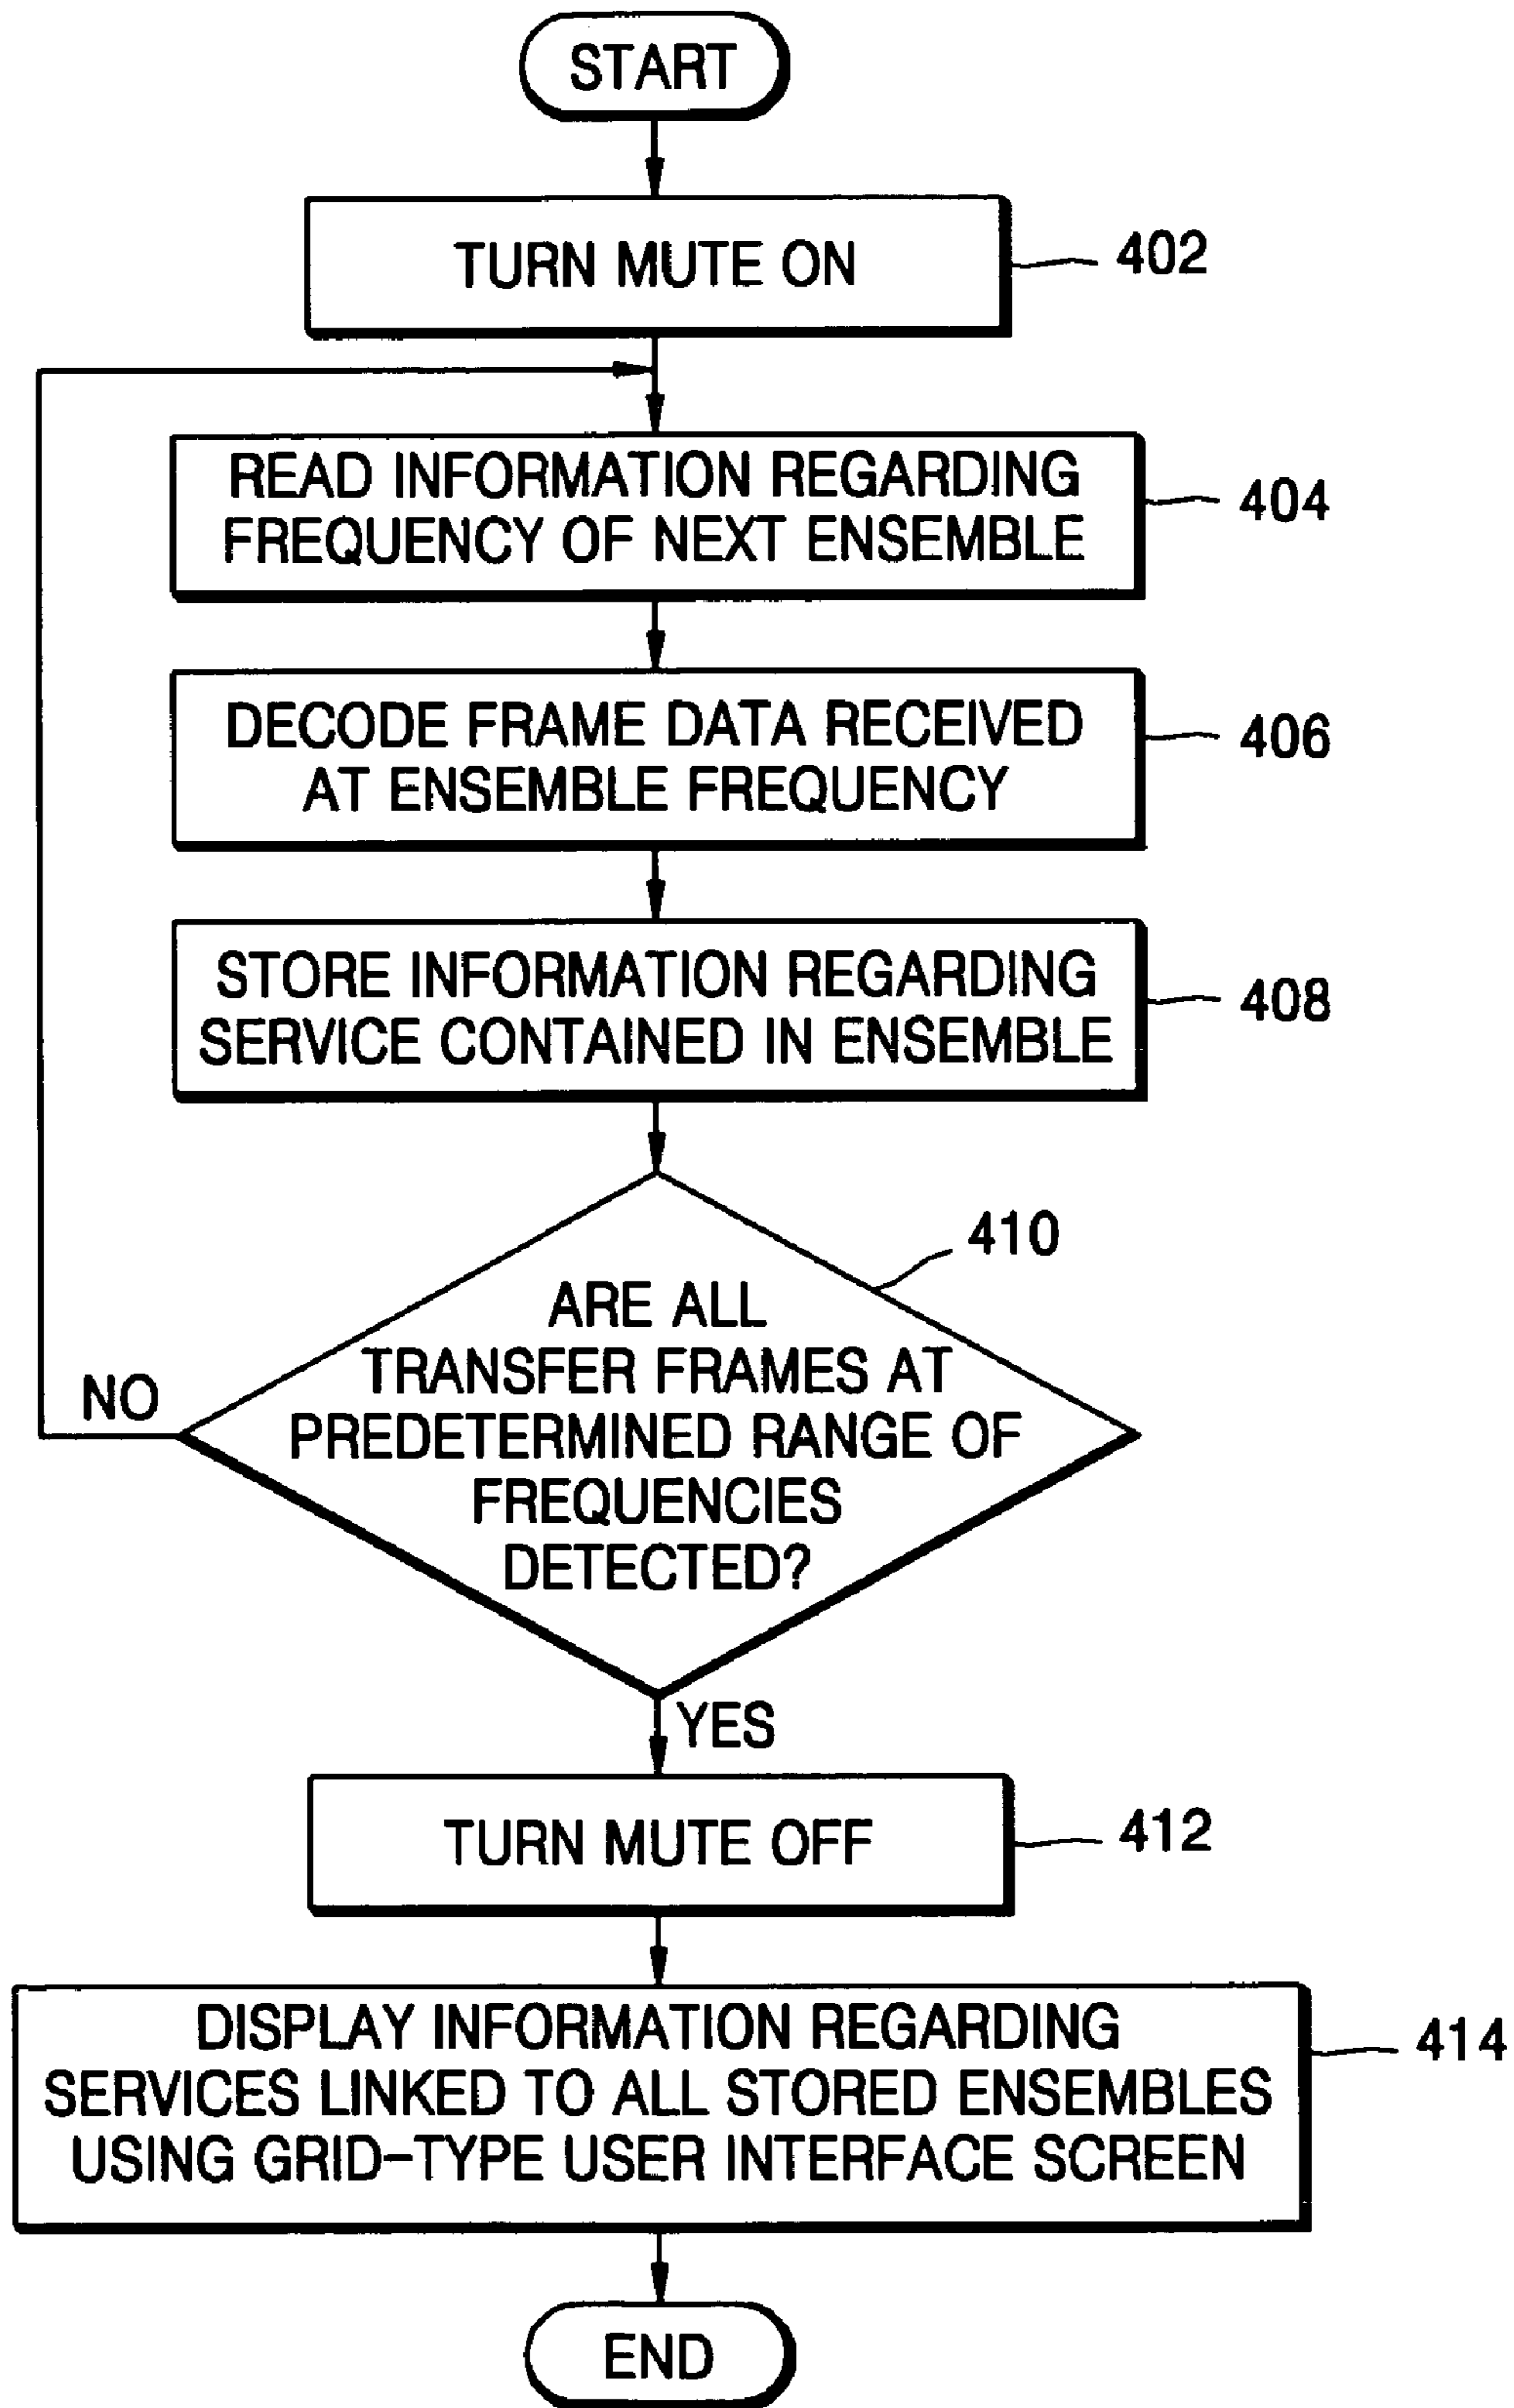 START
TURN MUTE ON
402
READ INFORMATION REGARDING
FREQUENCY OF NEXT ENSEMBLE
404
DECODE FRAME DATA RECEIVED
AT ENSEMBLE FREQUENCY
406
STORE INFORMATION REGARDING
SERVICE CONTAINED IN ENSEMBLE
408
410
ARE ALL
TRANSFER FRAMES AT
PREDETERMINED RANGE OF
FREQUENCIES
DETECTED?
NO
YES
TURN MUTE OFF
412
DISPLAY INFORMATION REGARDING
SERVICES LINKED TO ALL STORED ENSEMBLES
USING GRID-TYPE USER INTERFACE SCREEN
414
END